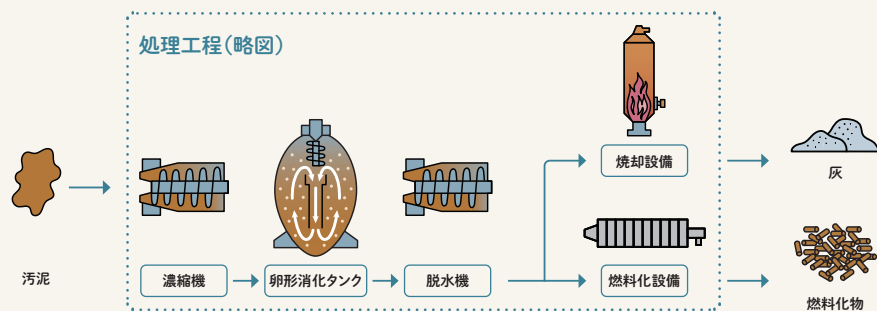 処理工程（略図）
汚泥
濃縮機
卵形消化タンク
脱水機
焼却設備
燃料化設備
灰
燃料化物